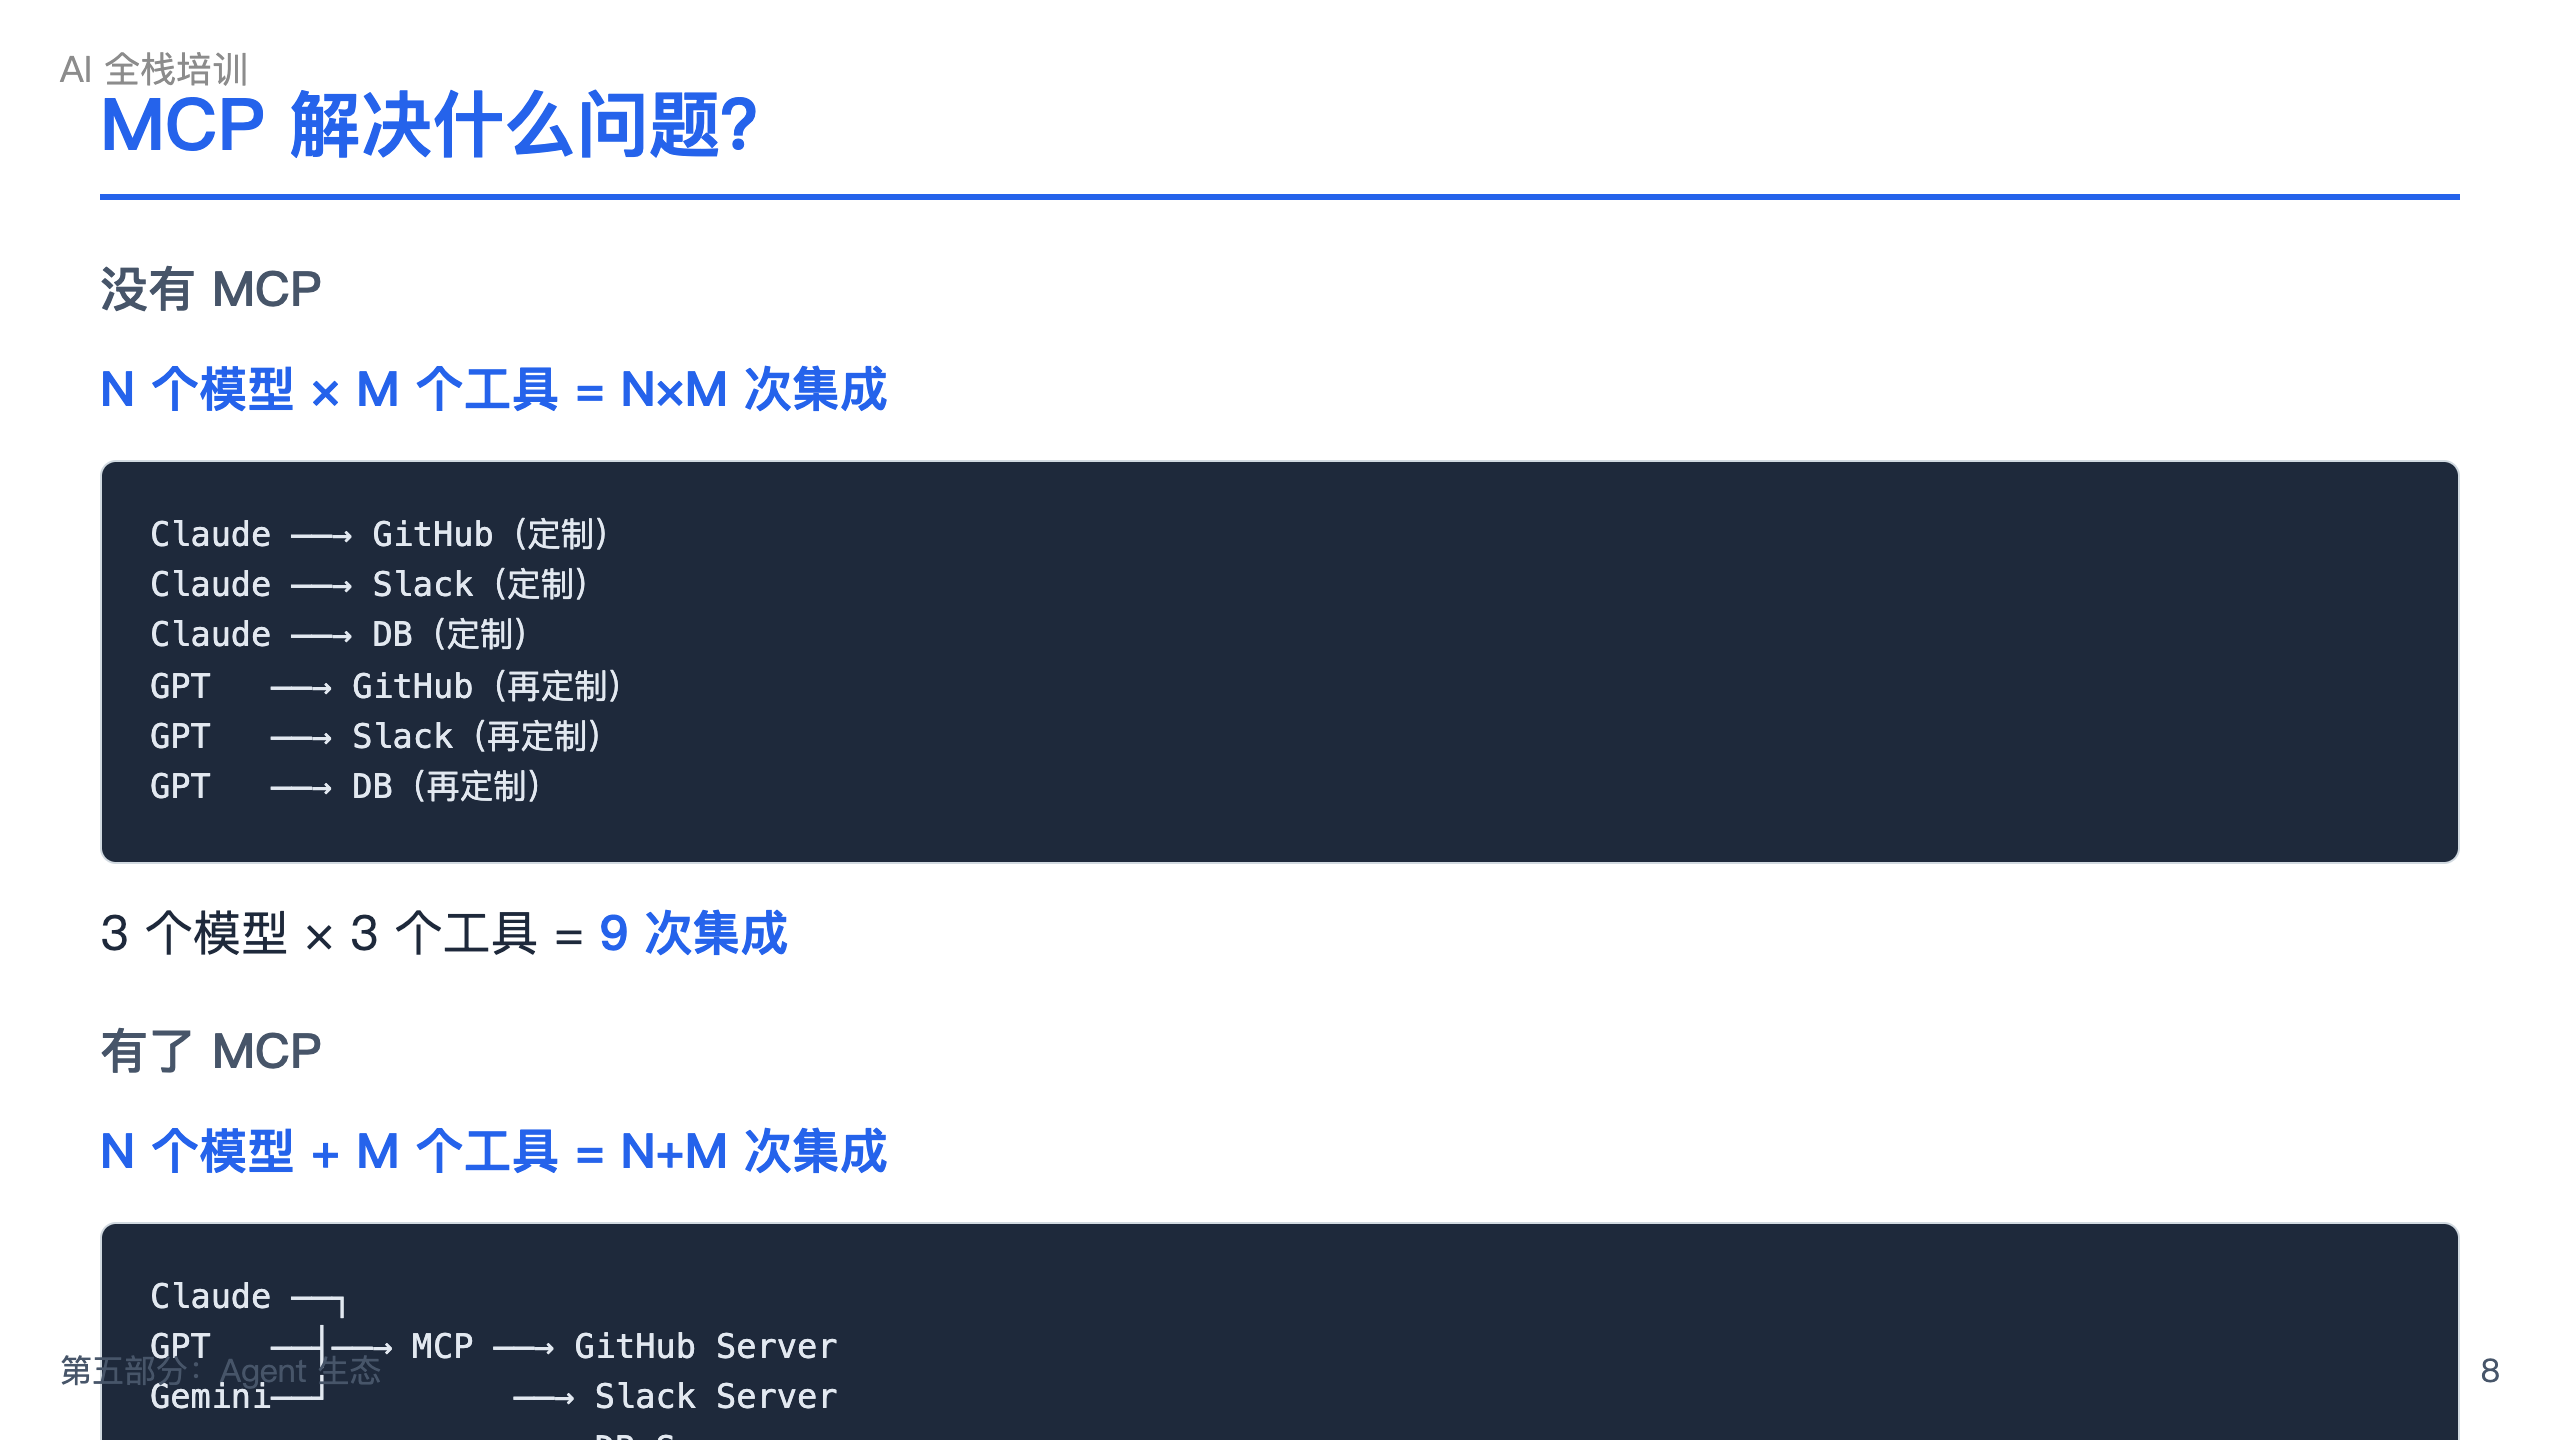 AI 全栈培训
MCP 解决什么问题？
没有 MCP
N 个模型 × M 个工具 = N×M 次集成
Claude ──→ GitHub（定制）
Claude ──→ Slack（定制）
Claude ──→ DB（定制）
GPT   ──→ GitHub（再定制）
GPT   ──→ Slack（再定制）
GPT   ──→ DB（再定制）
3 个模型 × 3 个工具 = 9 次集成
有了 MCP
N 个模型 + M 个工具 = N+M 次集成
Claude ──┐
GPT   ──┤──→ MCP ──→ GitHub Server
第五部分：Agent 生态
8
Gemini──┘         ──→ Slack Server